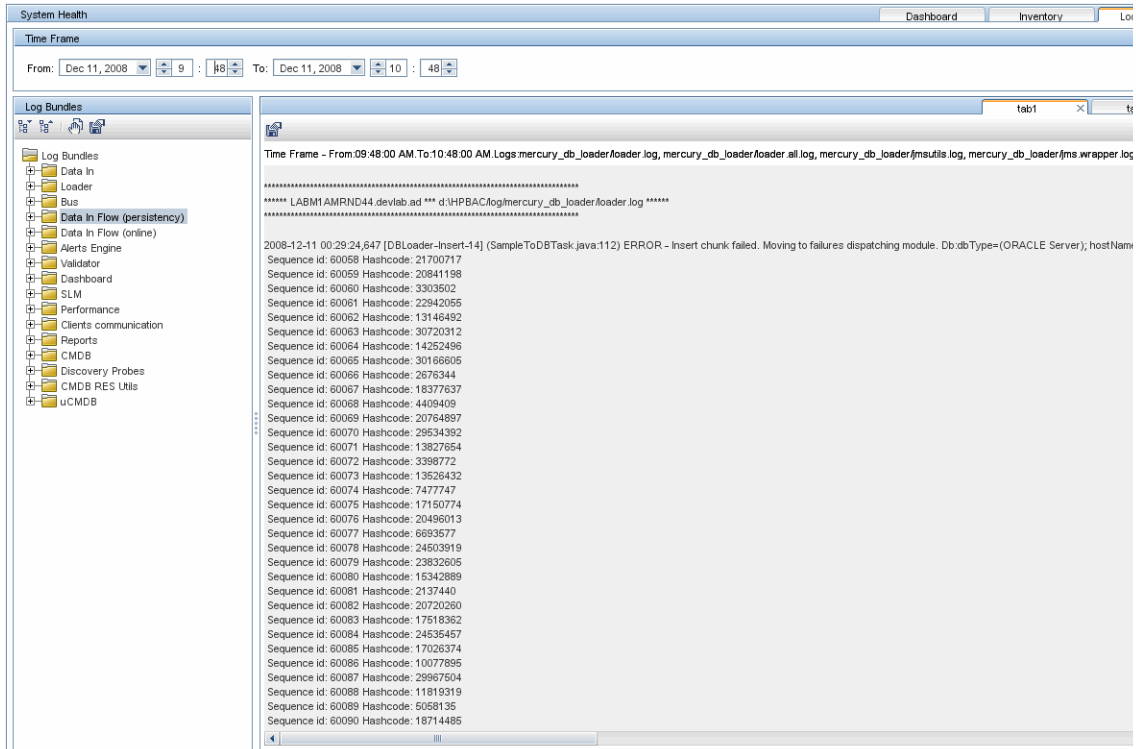 System Health
Dashboard Inventory Lo
Time Frame
From: Dec 11, 2008 9 : 48 To: Dec 11, 2008 10 : 48
Log Bundles
Log Bundles
Data In
Loader
Bus
Data In Flow (persistency)
Data In Flow (online)
Alerts Engine
Validator
Dashboard
SLM
Performance
Clients communication
Reports
CMDB
Discovery Probes
CMDB RES Utils
uCMDB
tab1 ta
Time Frame - From:09:48:00 AM.To:10:48:00 AM.Logs:mercury_db_loader/loader.log, mercury_db_loader/loader.all.log, mercury_db_loader/jmsutils.log, mercury_db_loader/jms.wrapper.log
**********************************************************************************
****** LABM1AMRND44.devlab.ad *** d:\HPBAC/log/mercury_db_loader/loader.log ******
**********************************************************************************
2008-12-11 00:29:24,647 [DBLoader-Insert-14] (SampleToDBTask.java:112) ERROR - Insert chunk failed. Moving to failures dispatching module. Db:dbType=(ORACLE Server); hostName
Sequence id: 60058 Hashcode: 21700717
Sequence id: 60059 Hashcode: 20841198
Sequence id: 60060 Hashcode: 3303502
Sequence id: 60061 Hashcode: 22942055
Sequence id: 60062 Hashcode: 13146492
Sequence id: 60063 Hashcode: 30720312
Sequence id: 60064 Hashcode: 14252496
Sequence id: 60065 Hashcode: 30166605
Sequence id: 60066 Hashcode: 2676344
Sequence id: 60067 Hashcode: 18377637
Sequence id: 60068 Hashcode: 4409409
Sequence id: 60069 Hashcode: 20764897
Sequence id: 60070 Hashcode: 29534392
Sequence id: 60071 Hashcode: 13827654
Sequence id: 60072 Hashcode: 3398772
Sequence id: 60073 Hashcode: 13526432
Sequence id: 60074 Hashcode: 7477747
Sequence id: 60075 Hashcode: 17150774
Sequence id: 60076 Hashcode: 20496013
Sequence id: 60077 Hashcode: 6693577
Sequence id: 60078 Hashcode: 24503919
Sequence id: 60079 Hashcode: 23832605
Sequence id: 60080 Hashcode: 15342889
Sequence id: 60081 Hashcode: 2137440
Sequence id: 60082 Hashcode: 20720260
Sequence id: 60083 Hashcode: 17518362
Sequence id: 60084 Hashcode: 24535457
Sequence id: 60085 Hashcode: 17026374
Sequence id: 60086 Hashcode: 10077895
Sequence id: 60087 Hashcode: 29967504
Sequence id: 60088 Hashcode: 11819319
Sequence id: 60089 Hashcode: 5058135
Sequence id: 60090 Hashcode: 18714485